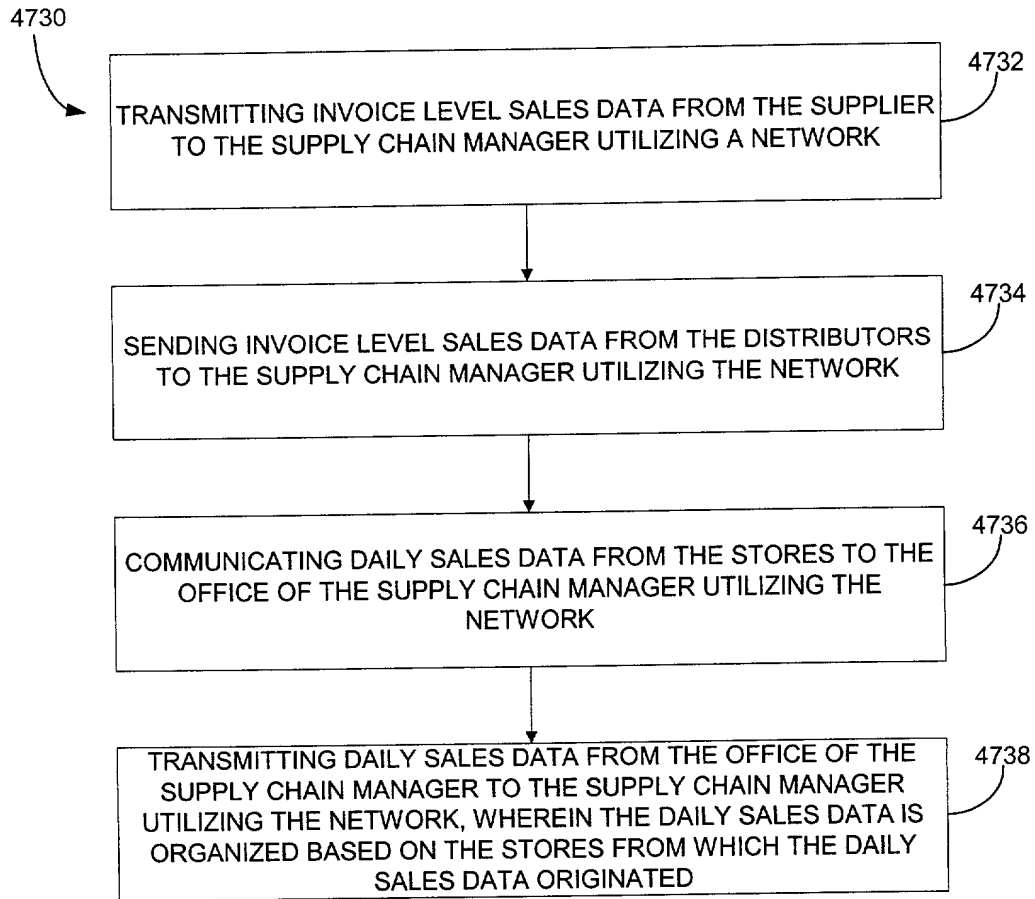 4730
4732
TRANSMITTING INVOICE LEVEL SALES DATA FROM THE SUPPLIER
TO THE SUPPLY CHAIN MANAGER UTILIZING A NETWORK
4734
SENDING INVOICE LEVEL SALES DATA FROM THE DISTRIBUTORS
TO THE SUPPLY CHAIN MANAGER UTILIZING THE NETWORK
4736
COMMUNICATING DAILY SALES DATA FROM THE STORES TO THE
OFFICE OF THE SUPPLY CHAIN MANAGER UTILIZING THE
NETWORK
4738
TRANSMITTING DAILY SALES DATA FROM THE OFFICE OF THE
SUPPLY CHAIN MANAGER TO THE SUPPLY CHAIN MANAGER
UTILIZING THE NETWORK, WHEREIN THE DAILY SALES DATA IS
ORGANIZED BASED ON THE STORES FROM WHICH THE DAILY
SALES DATA ORIGINATED